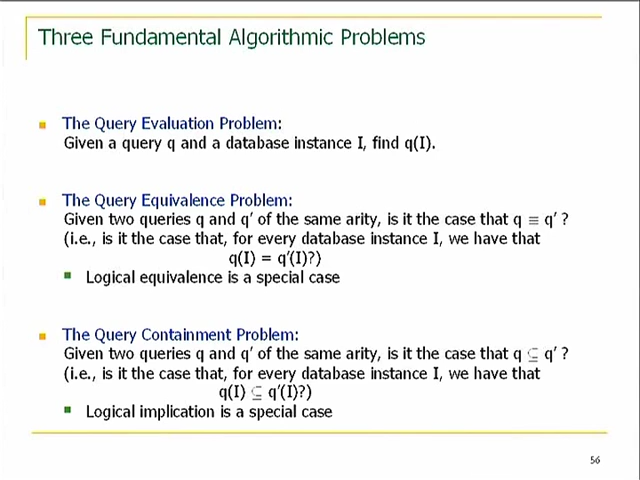 Three Fundamental Algorithmic Problems
The Query Evaluation Problem:
Given a query q and a database instance I, find q(I).
The Query Equivalence Problem:
Given two queries q and q’ of the same arity, is it the case that q ≡ q’ ?
(i.e., is it the case that, for every database instance I, we have that
q(I) = q’(I)?)
Logical equivalence is a special case
The Query Containment Problem:
Given two queries q and q’ of the same arity, is it the case that q ⊆ q’ ?
(i.e., is it the case that, for every database instance I, we have that
q(I) ⊆ q’(I)?)
Logical implication is a special case
56